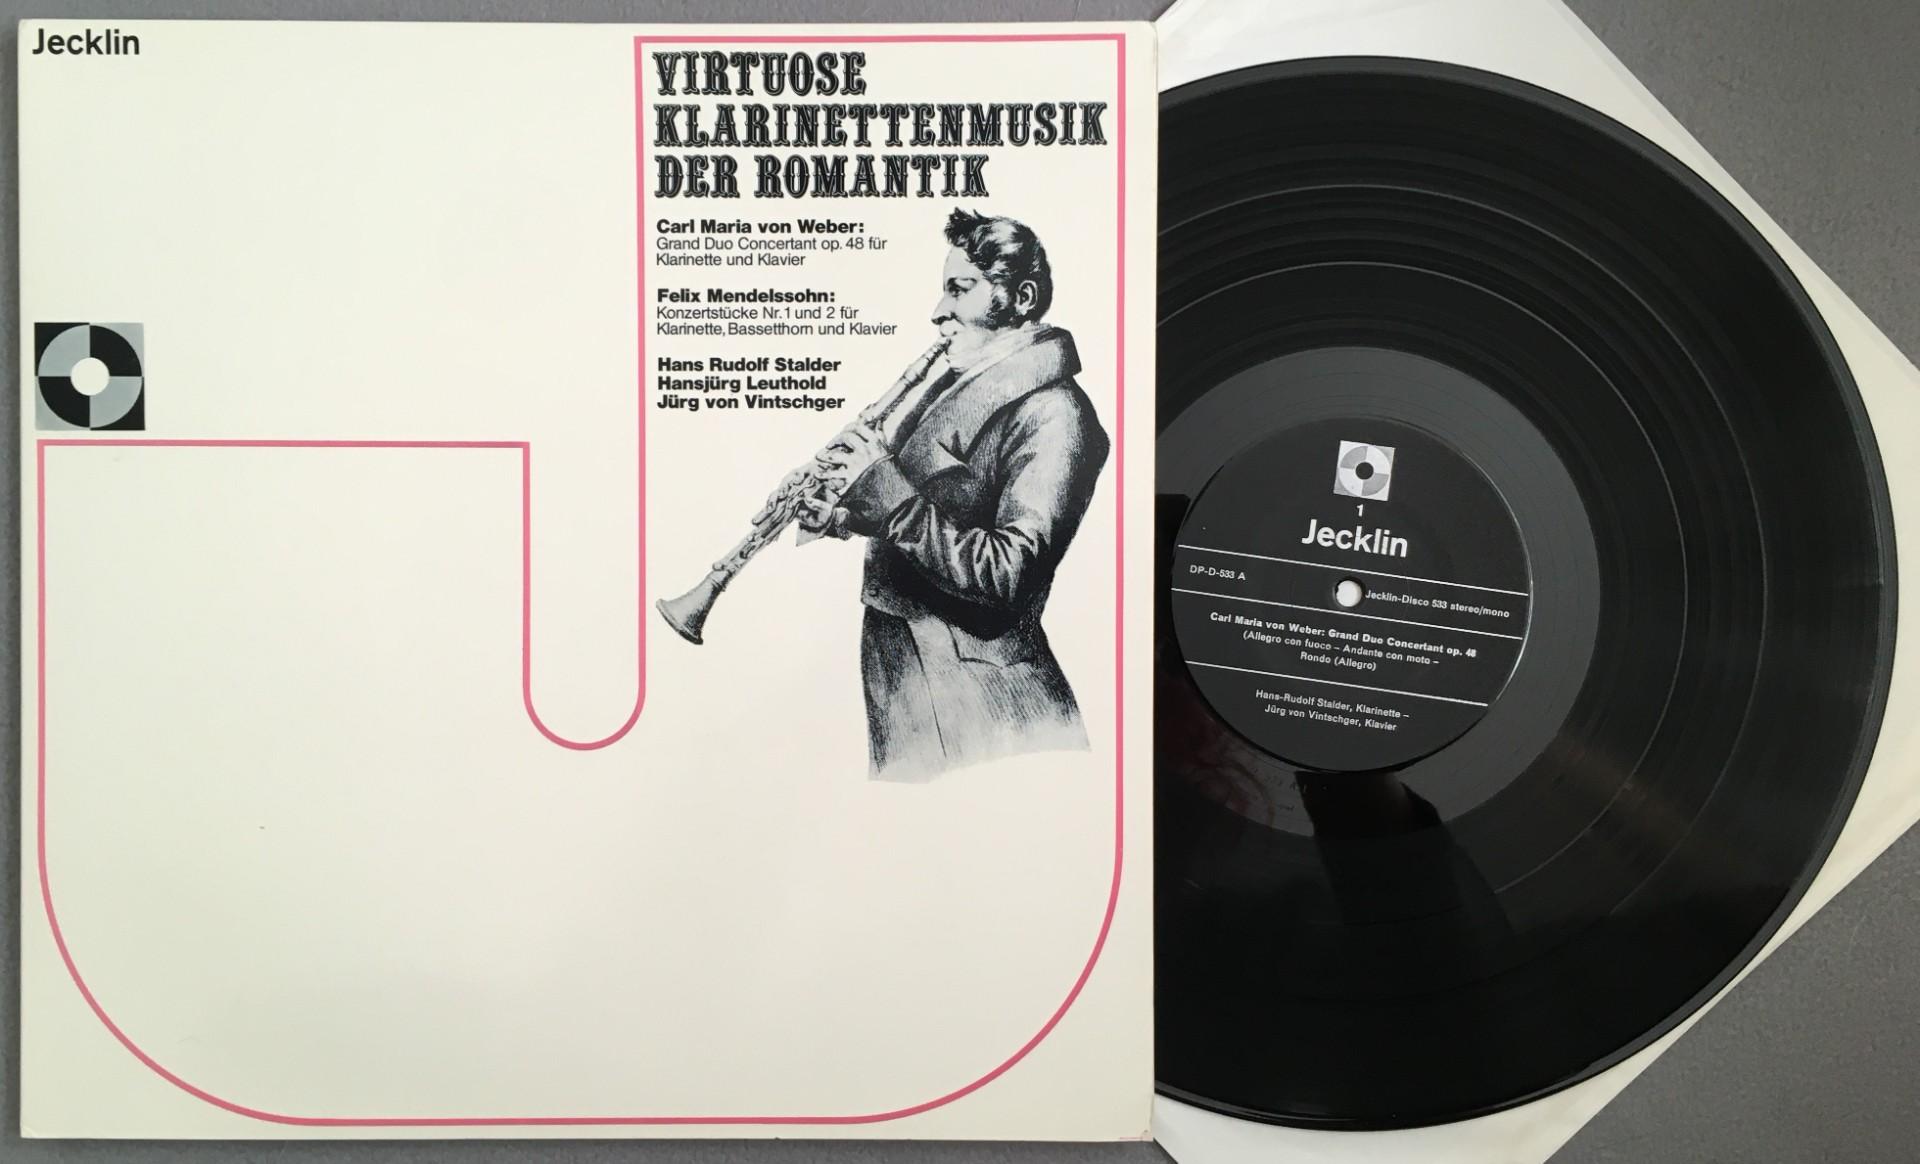 Jecklin
VIRTUOSE
KLARINETTENMUSIK
DER ROMANTIK
Carl Maria von Weber:
Grand Duo Concertant op. 48 für
Klarinette und Klavier
Felix Mendelssohn:
Konzertstücke Nr. 1 und 2 für
Klarinette, Bassetthorn und Klavier
Hans Rudolf Stalder
Hansjürg Leuthold
Jürg von Vintschger
1
Jecklin
DP-D-533 A
Jecklin-Disco 533 stereo/mono
Carl Maria von Weber: Grand Duo Concertant op. 48
(Allegro con fuoco – Andante con moto –
Rondo (Allegro)
Hans-Rudolf Stalder, Klarinette –
Jürg von Vintschger, Klavier